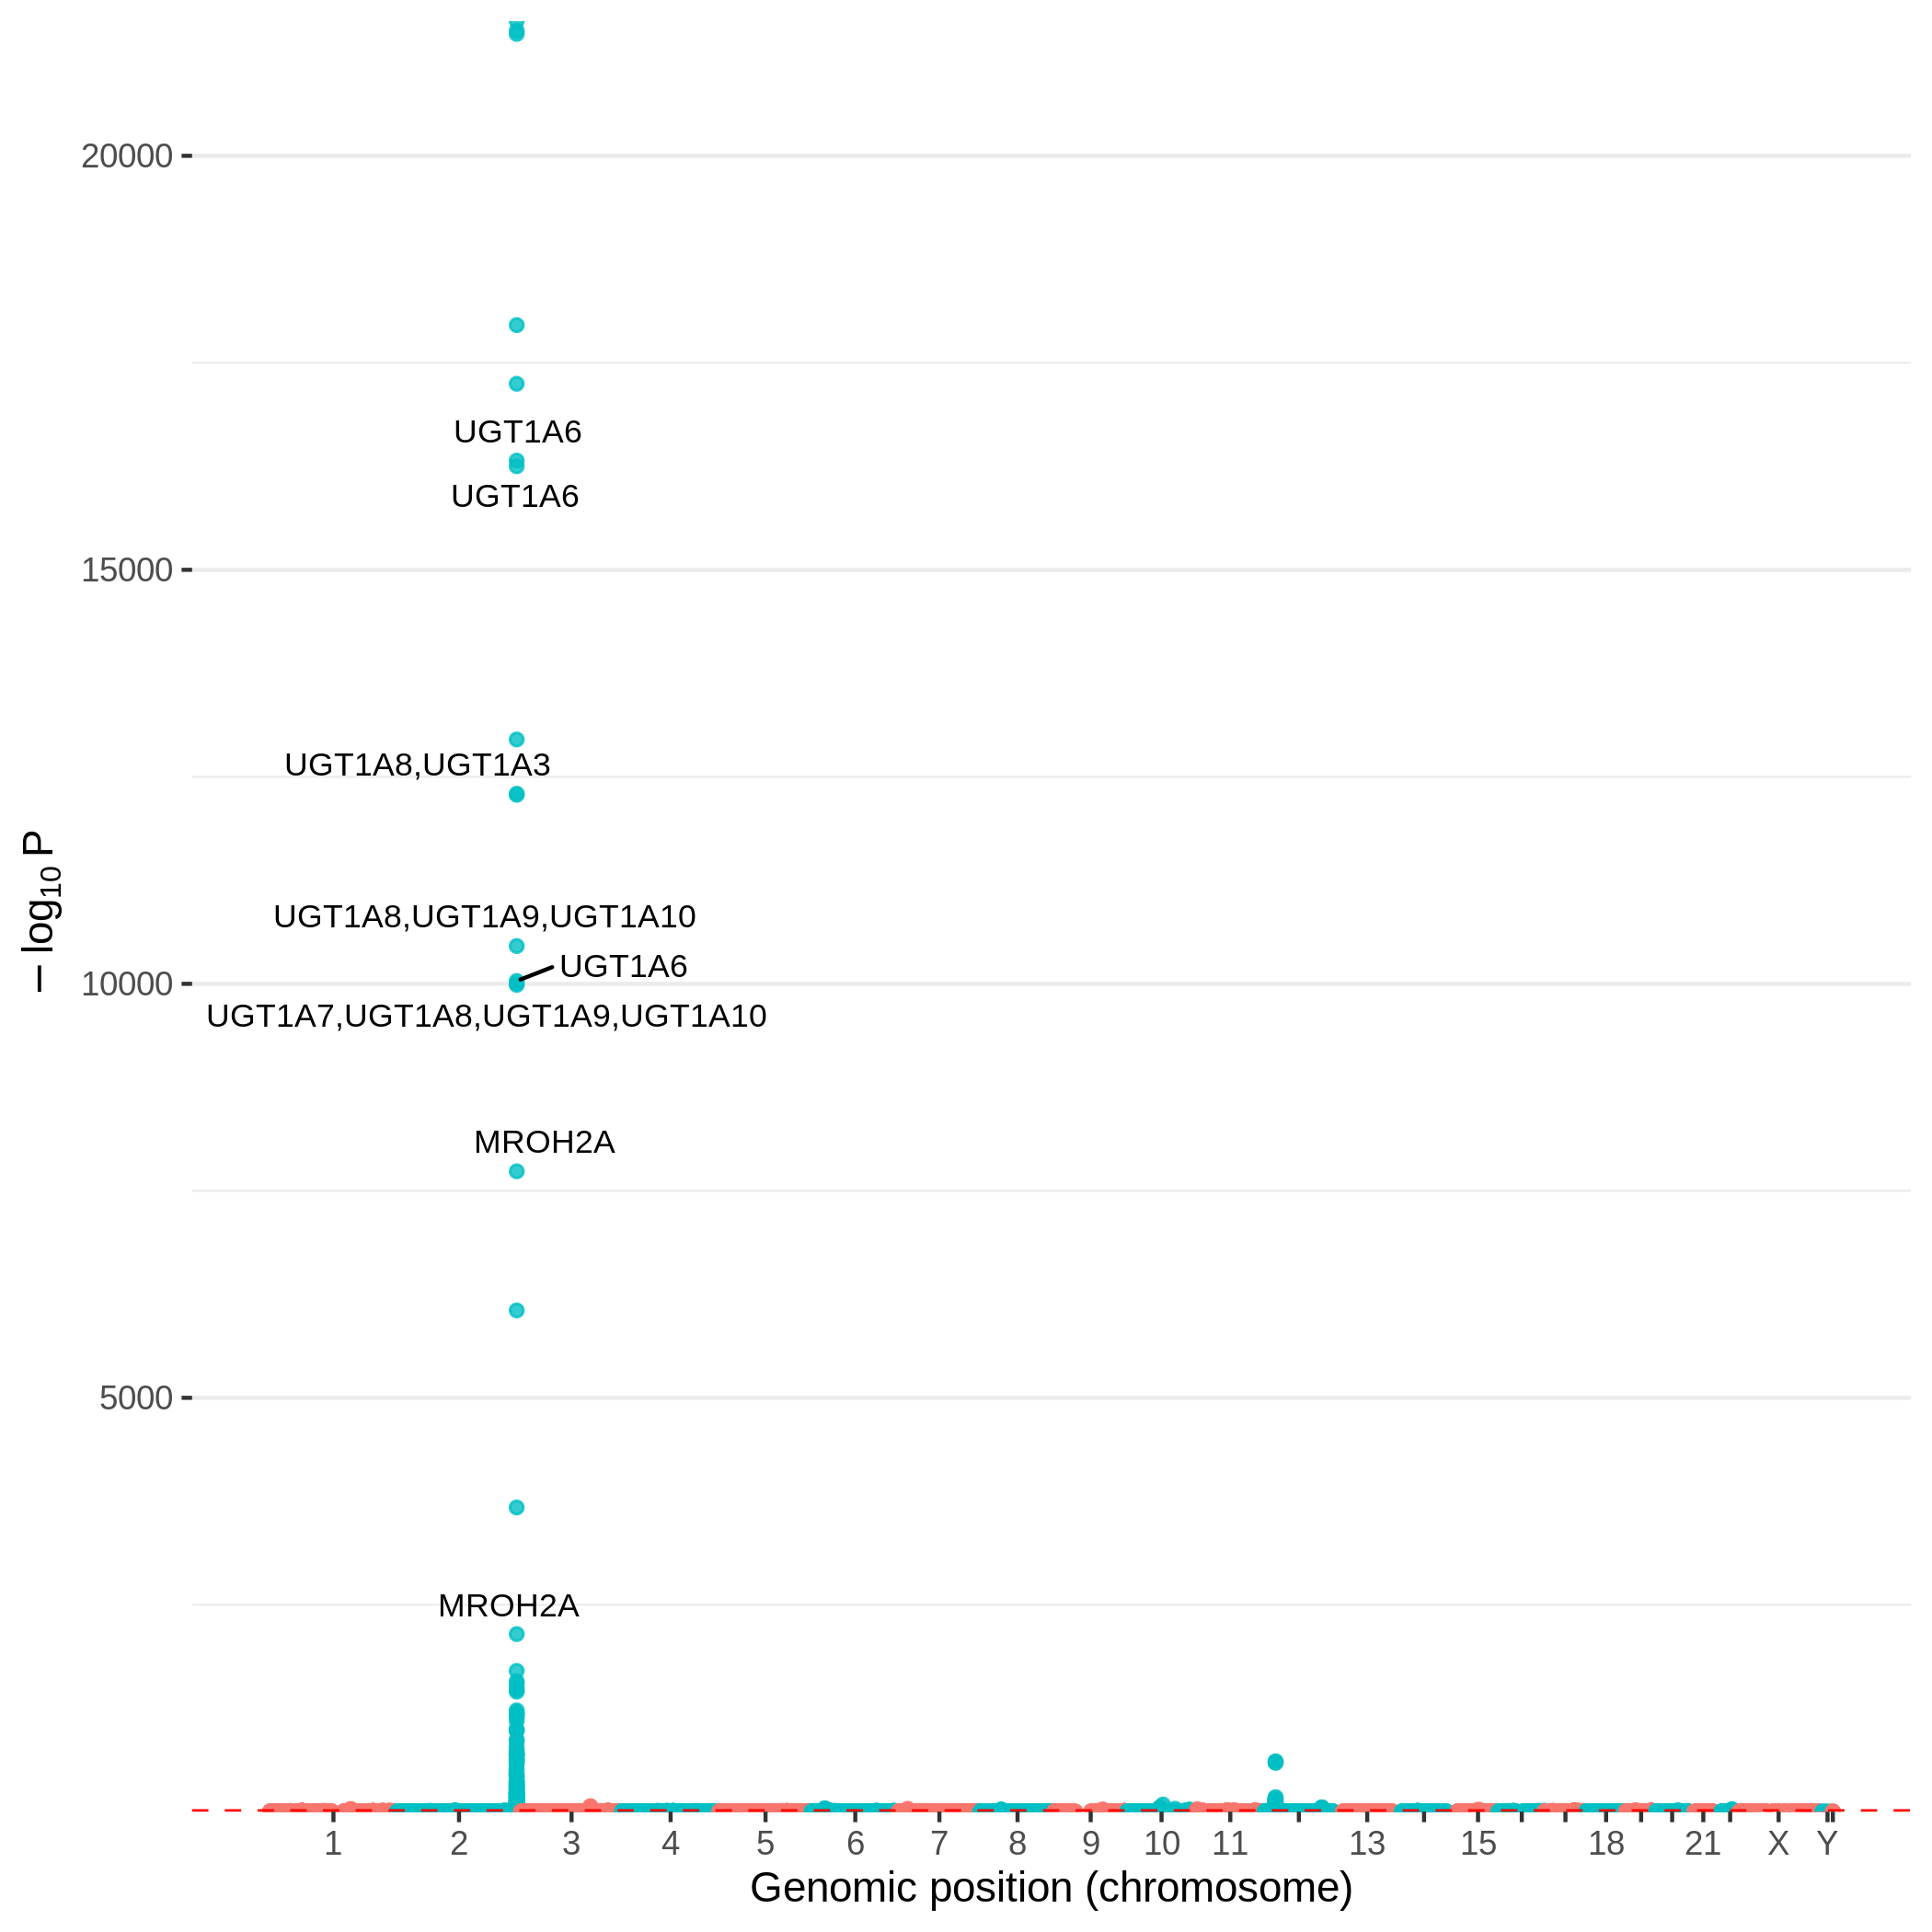 20000
UGT1A6
UGT1A6
15000
UGT1A8,UGT1A3
UGT1A8,UGT1A9,UGT1A10
UGT1A6
10000
UGT1A7,UGT1A8,UGT1A9,UGT1A10
MROH2A
5000
MROH2A
− log10 P
1 2 3 4 5 6 7 8 9 10 11 13 15 18 21 X Y
Genomic position (chromosome)